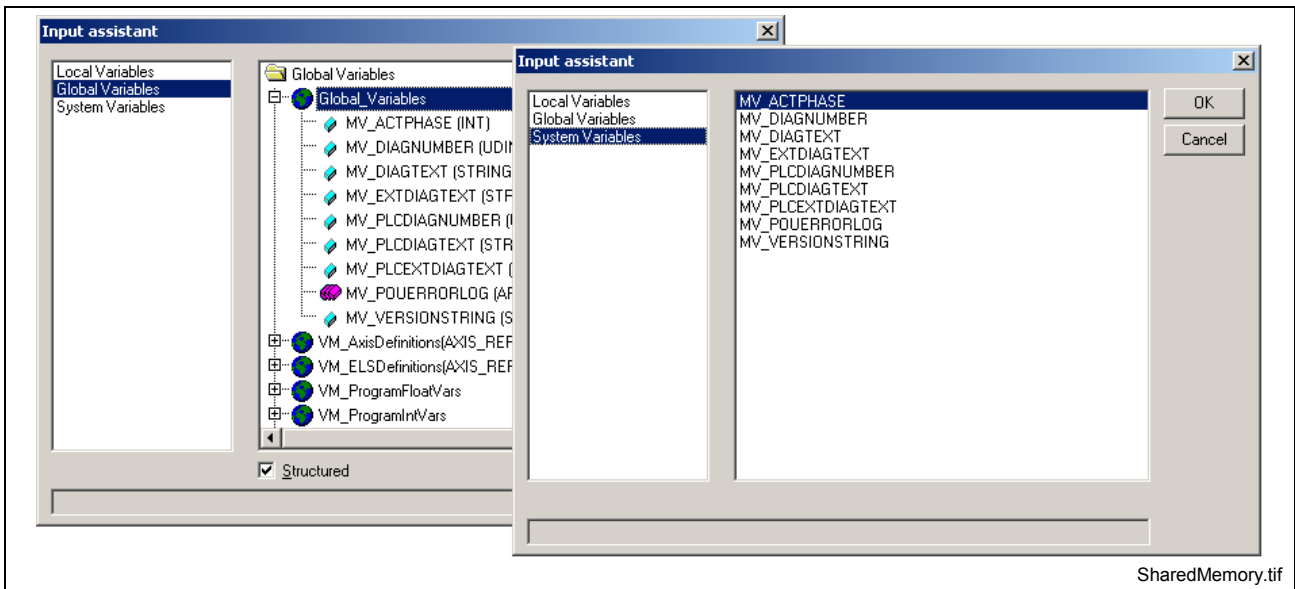 Input assistant
Local Variables
Global Variables
System Variables
Global Variables
Global_Variables
MV_ACTPHASE (INT)
MV_DIAGNUMBER (UDI
MV_DIAGTEXT (STRING
MV_EXTDIAGTEXT (STF
MV_PLCDIAGNUMBER (
MV_PLCDIAGTEXT (STR
MV_PLCEXTDIAGTEXT (
MV_POUERRORLOG (AF
MV_VERSIONSTRING (S
VM_AxisDefinitions(AXIS_REF
VM_ELSDefinitions(AXIS_REF
VM_ProgramFloatVars
VM_ProgramIntVars
Structured
Input assistant
Local Variables
Global Variables
System Variables
MV_ACTPHASE
MV_DIAGNUMBER
MV_DIAGTEXT
MV_EXTDIAGTEXT
MV_PLCDIAGNUMBER
MV_PLCDIAGTEXT
MV_PLCEXTDIAGTEXT
MV_POUERRORLOG
MV_VERSIONSTRING
OK
Cancel
SharedMemory.tif